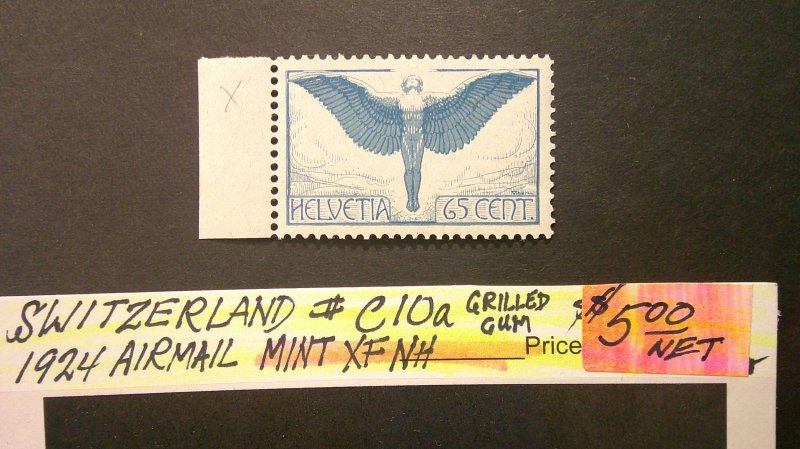 X
HELVETIA 65 CENT.
SWITZERLAND # C10a GRILLED GUM $5.00
1924 AIRMAIL MINT XF NH Price NET